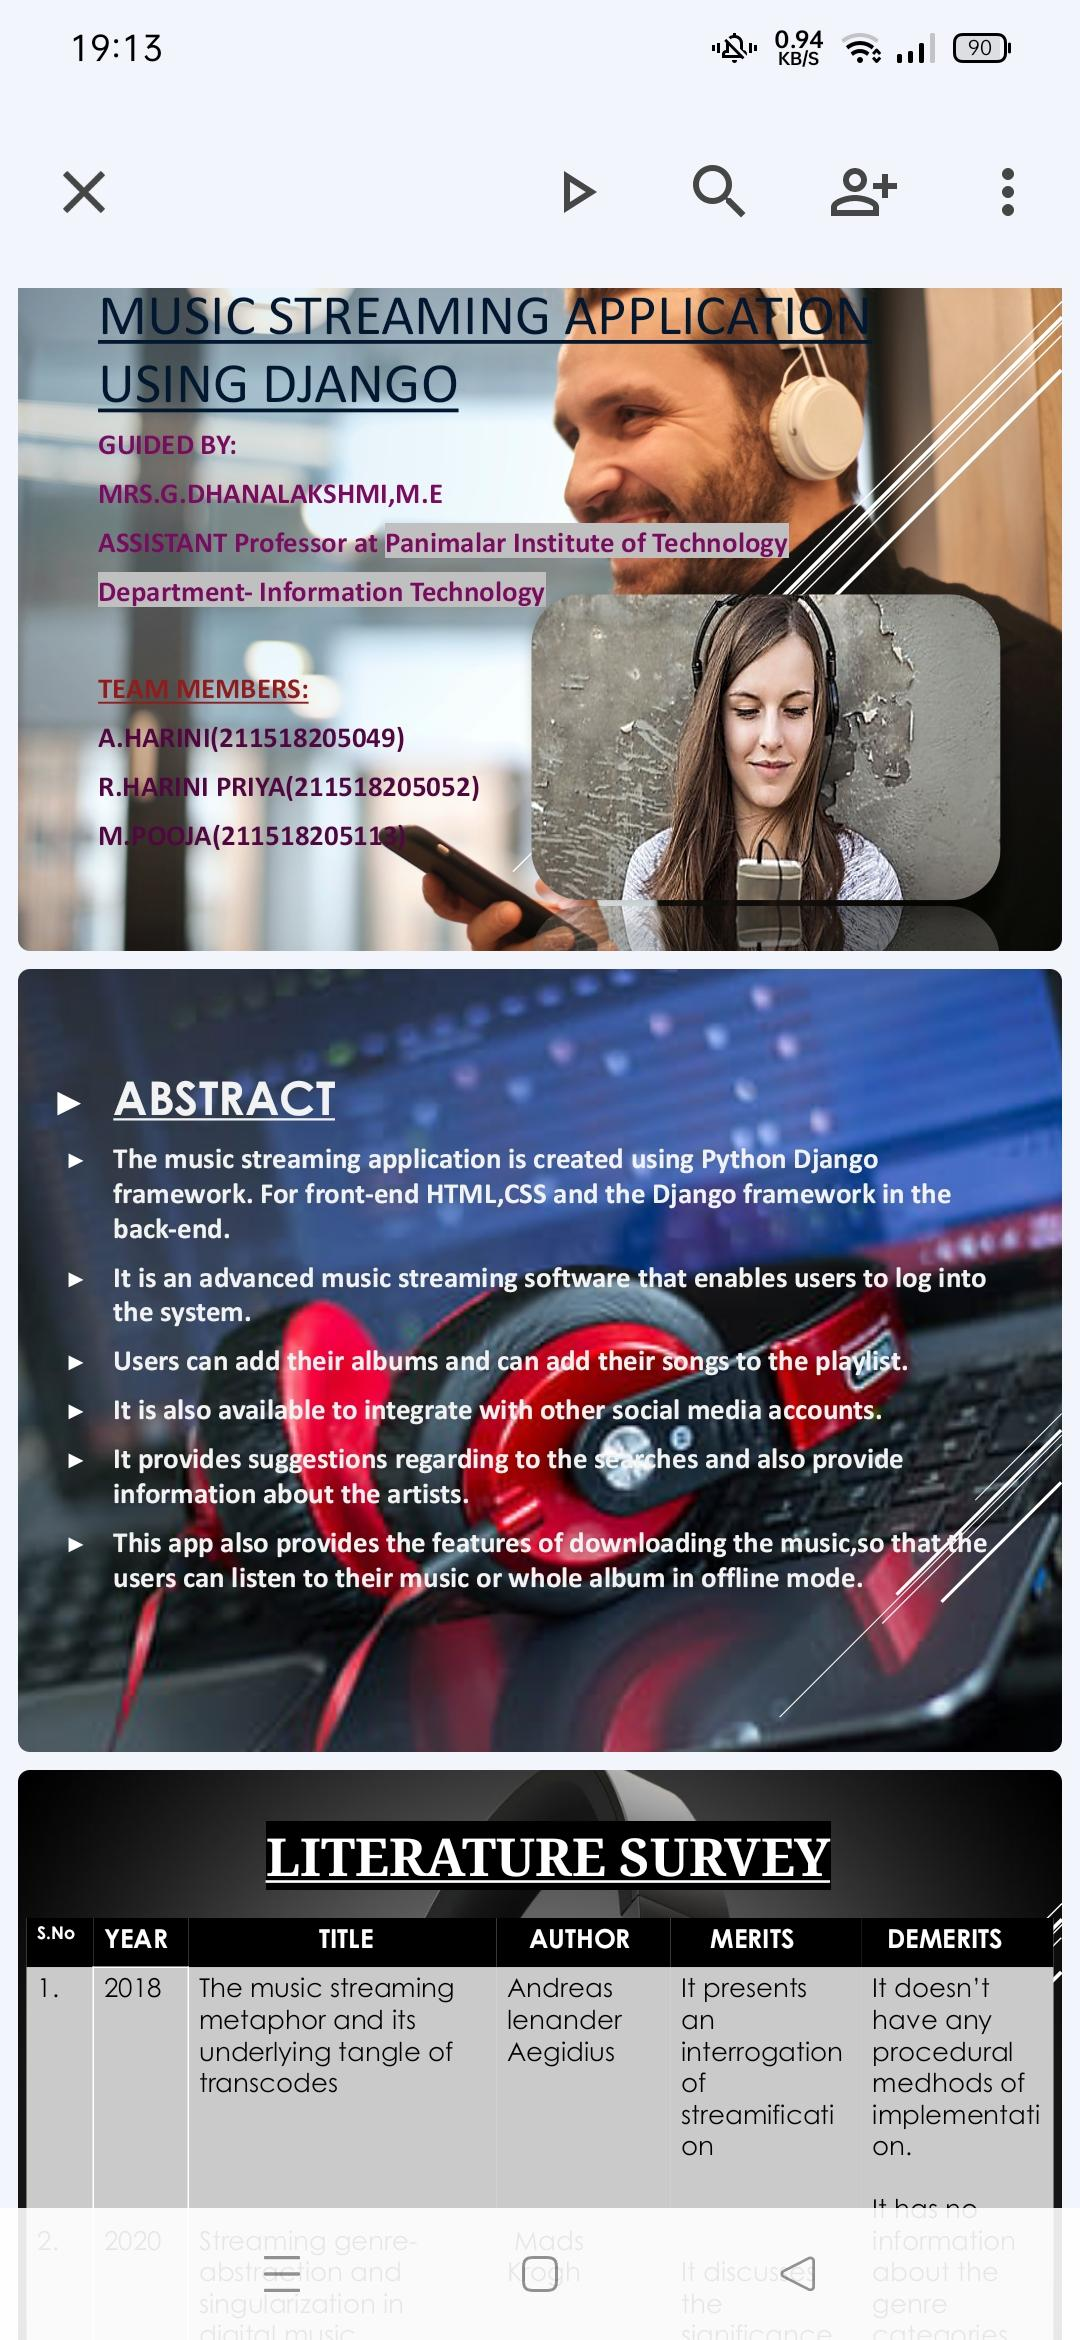 19:13
0.94
KB/S
90
MUSIC STREAMING APPLICATION
USING DJANGO
GUIDED BY:
MRS.G.DHANALAKSHMI,M.E
ASSISTANT Professor at Panimalar Institute of Technology
Department- Information Technology
TEAM MEMBERS:
A.HARINI(211518205049)
R.HARINI PRIYA(211518205052)
M.POOJA(211518205113)
► ABSTRACT
► The music streaming application is created using Python Django
framework. For front-end HTML,CSS and the Django framework in the
back-end.
► It is an advanced music streaming software that enables users to log into
the system.
► Users can add their albums and can add their songs to the playlist.
► It is also available to integrate with other social media accounts.
► It provides suggestions regarding to the searches and also provide
information about the artists.
► This app also provides the features of downloading the music,so that the
users can listen to their music or whole album in offline mode.
LITERATURE SURVEY
S.No YEAR TITLE AUTHOR MERITS DEMERITS
1. 2018 The music streaming Andreas It presents It doesn’t
metaphor and its lenander an have any
underlying tangle of Aegidius interrogation procedural
transcodes of medhods of
streamificati implementati
on on.
It has no
2. 2020 Streaming genre- Mads information
abstraction and Krogh It discusses about the
singularization in the genre
digital music significance categories